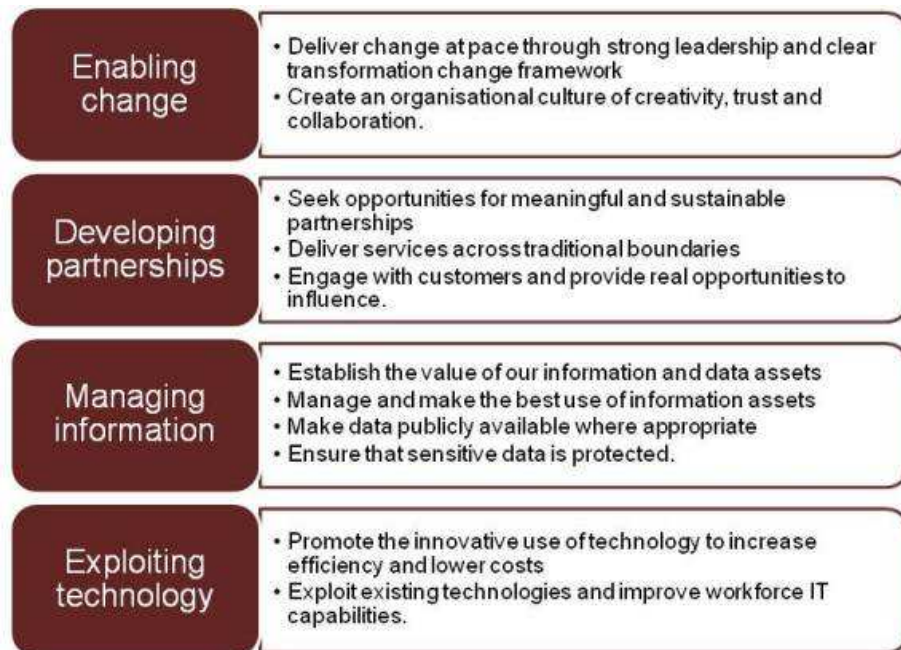 Enabling
change
• Deliver change at pace through strong leadership and clear
transformation change framework
• Create an organisational culture of creativity, trust and
collaboration.
Developing
partnerships
• Seek opportunities for meaningful and sustainable
partnerships
• Deliver services across traditional boundaries
• Engage with customers and provide real opportunities to
influence.
Managing
information
• Establish the value of our information and data assets
• Manage and make the best use of information assets
• Make data publicly available where appropriate
• Ensure that sensitive data is protected.
Exploiting
technology
• Promote the innovative use of technology to increase
efficiency and lower costs
• Exploit existing technologies and improve workforce IT
capabilities.